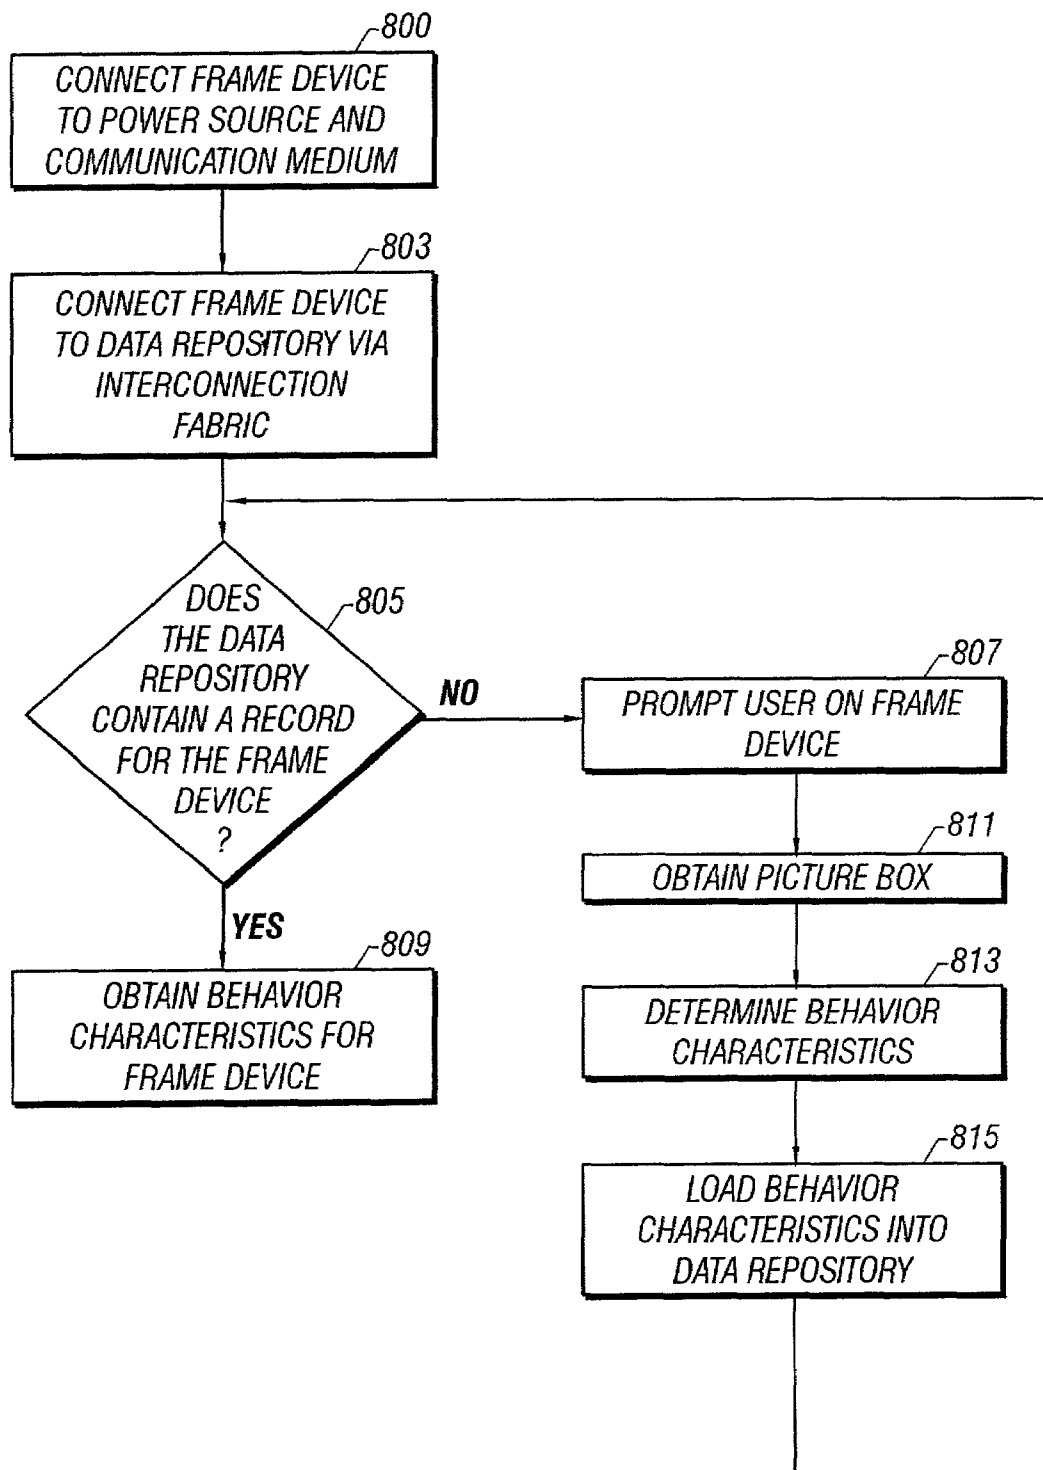 800
CONNECT FRAME DEVICE
TO POWER SOURCE AND
COMMUNICATION MEDIUM
803
CONNECT FRAME DEVICE
TO DATA REPOSITORY VIA
INTERCONNECTION
FABRIC
805
DOES
THE DATA
REPOSITORY
CONTAIN A RECORD
FOR THE FRAME
DEVICE
?
NO
YES
807
PROMPT USER ON FRAME
DEVICE
811
OBTAIN PICTURE BOX
809
OBTAIN BEHAVIOR
CHARACTERISTICS FOR
FRAME DEVICE
813
DETERMINE BEHAVIOR
CHARACTERISTICS
815
LOAD BEHAVIOR
CHARACTERISTICS INTO
DATA REPOSITORY